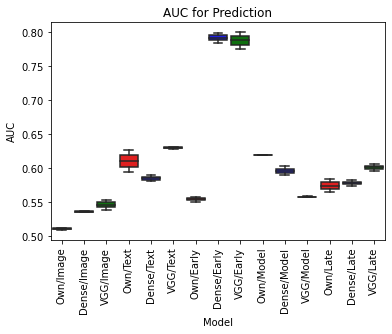 AUC for Prediction
AUC
0.80
0.75
0.70
0.65
0.60
0.55
0.50
Own/Image
Dense/Image
VGG/Image
Own/Text
Dense/Text
VGG/Text
Own/Early
Dense/Early
VGG/Early
Own/Model
Dense/Model
VGG/Model
Own/Late
Dense/Late
VGG/Late
Model